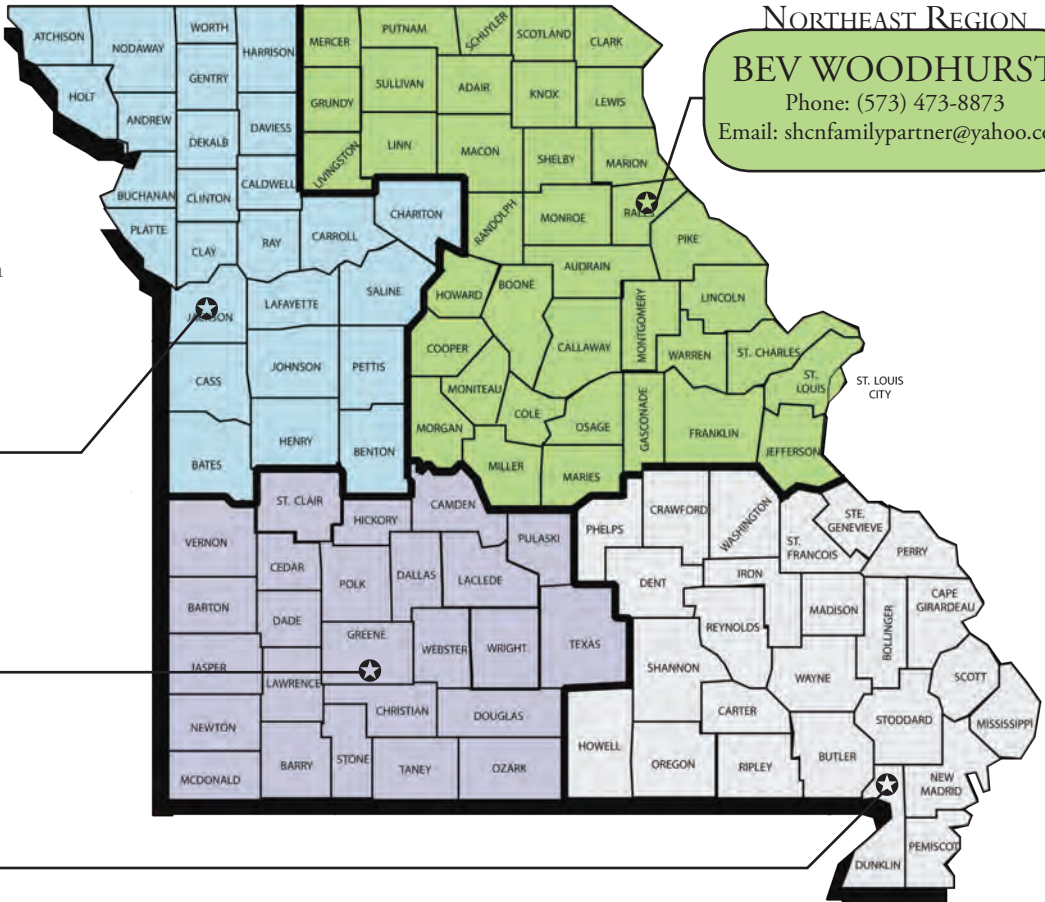 NORTHEAST REGION
BEV WOODHURST
Phone: (573) 473-8873
Email: shcnfamilypartner@yahoo.co
ATCHISON
NODAWAY
WORTH
HARRISON
MERCER
PUTNAM
SCHUYLER
SCOTLAND
CLARK
HOLT
GENTRY
GRUNDY
SULLIVAN
ADAIR
KNOX
LEWIS
ANDREW
DEKALB
DAVIESS
LIVINGSTON
LINN
MACON
SHELBY
MARION
BUCHANAN
CLINTON
CALDWELL
PLATTE
CLAY
RAY
CARROLL
CHARITON
RANDOLPH
MONROE
RALLS
PIKE
AUDRAIN
JACKSON
LAFAYETTE
SALINE
HOWARD
BOONE
MONTGOMERY
LINCOLN
CASS
JOHNSON
PETTIS
COOPER
CALLAWAY
WARREN
ST. CHARLES
ST.
LOUIS
ST. LOUIS
CITY
MONITEAU
COLE
OSAGE
GASCONADE
FRANKLIN
JEFFERSON
BATES
HENRY
BENTON
MORGAN
MILLER
MARIES
ST. CLAIR
HICKORY
CAMDEN
PULASKI
PHELPS
CRAWFORD
WASHINGTON
ST.
FRANCOIS
STE.
GENEVIEVE
PERRY
VERNON
CEDAR
POLK
DALLAS
LACLEDE
DENT
IRON
MADISON
BOLLINGER
CAPE
GIRARDEAU
BARTON
DADE
GREENE
WEBSTER
WRIGHT
TEXAS
REYNOLDS
SHANNON
WAYNE
SCOTT
JASPER
LAWRENCE
CHRISTIAN
DOUGLAS
CARTER
STODDARD
MISSISSIPPI
NEWTON
HOWELL
OREGON
RIPLEY
BUTLER
NEW
MADRID
MCDONALD
BARRY
STONE
TANEY
OZARK
DUNKLIN
PEMISCOT